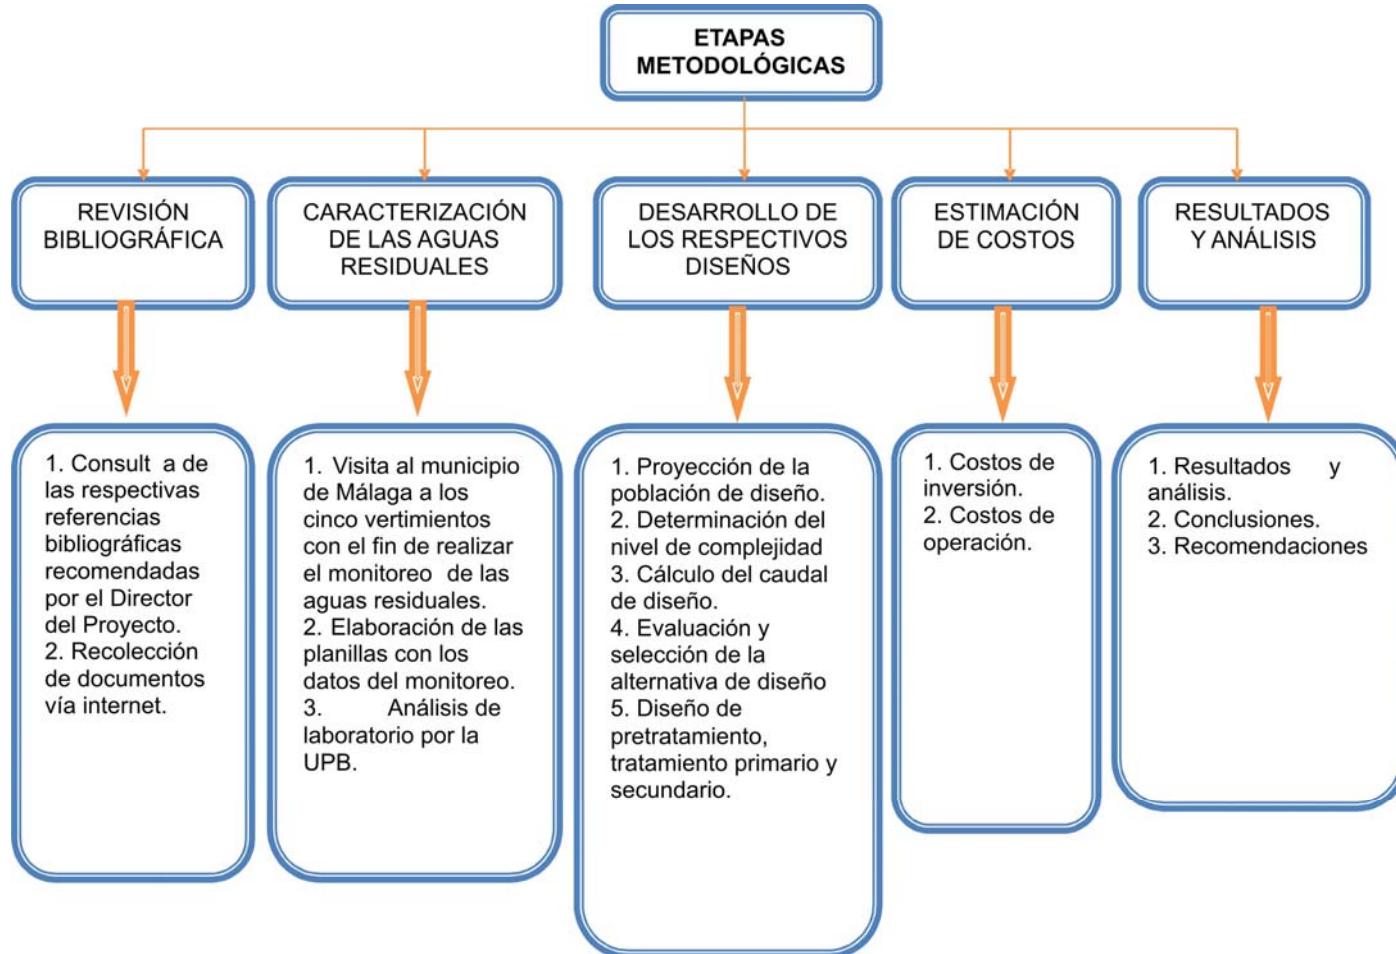 ETAPAS
METODOLÓGICAS
REVISIÓN
BIBLIOGRÁFICA
CARACTERIZACIÓN
DE LAS AGUAS
RESIDUALES
DESARROLLO DE
LOS RESPECTIVOS
DISEÑOS
ESTIMACIÓN
DE COSTOS
RESULTADOS
Y ANÁLISIS
1. Consult a de
las respectivas
referencias
bibliográficas
recomendadas
por el Director
del Proyecto.
2. Recolección
de documentos
vía internet.
1. Visita al municipio
de Málaga a los
cinco vertimientos
con el fin de realizar
el monitoreo de las
aguas residuales.
2. Elaboración de las
planillas con los
datos del monitoreo.
3. Análisis de
laboratorio por la
UPB.
1. Proyección de la
población de diseño.
2. Determinación del
nivel de complejidad
3. Cálculo del caudal
de diseño.
4. Evaluación y
selección de la
alternativa de diseño
5. Diseño de
pretratamiento,
tratamiento primario y
secundario.
1. Costos de
inversión.
2. Costos de
operación.
1. Resultados y
análisis.
2. Conclusiones.
3. Recomendaciones